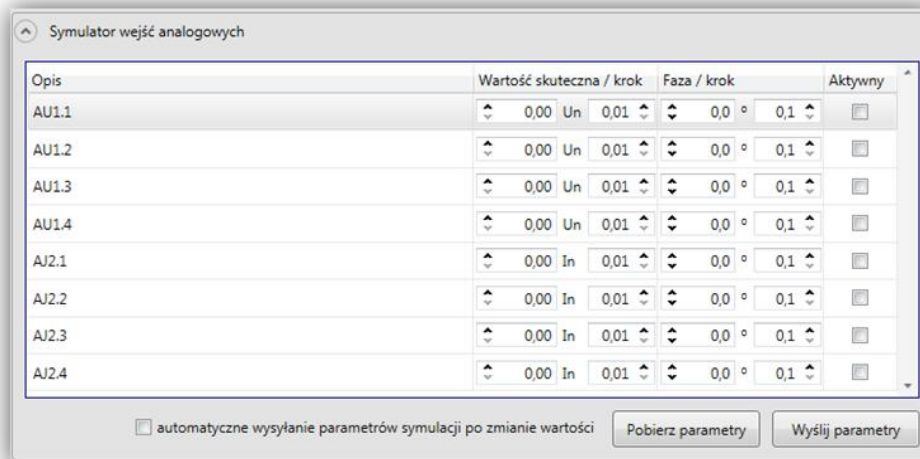 Symulator wejść analogowych
Opis Wartość skuteczna / krok Faza / krok Aktywny
AU1.1 0,00 Un 0,01 0,0 ° 0,1
AU1.2 0,00 Un 0,01 0,0 ° 0,1
AU1.3 0,00 Un 0,01 0,0 ° 0,1
AU1.4 0,00 Un 0,01 0,0 ° 0,1
AJ2.1 0,00 In 0,01 0,0 ° 0,1
AJ2.2 0,00 In 0,01 0,0 ° 0,1
AJ2.3 0,00 In 0,01 0,0 ° 0,1
AJ2.4 0,00 In 0,01 0,0 ° 0,1
automatyczne wysyłanie parametrów symulacji po zmianie wartości Pobierz parametry Wyślij parametry